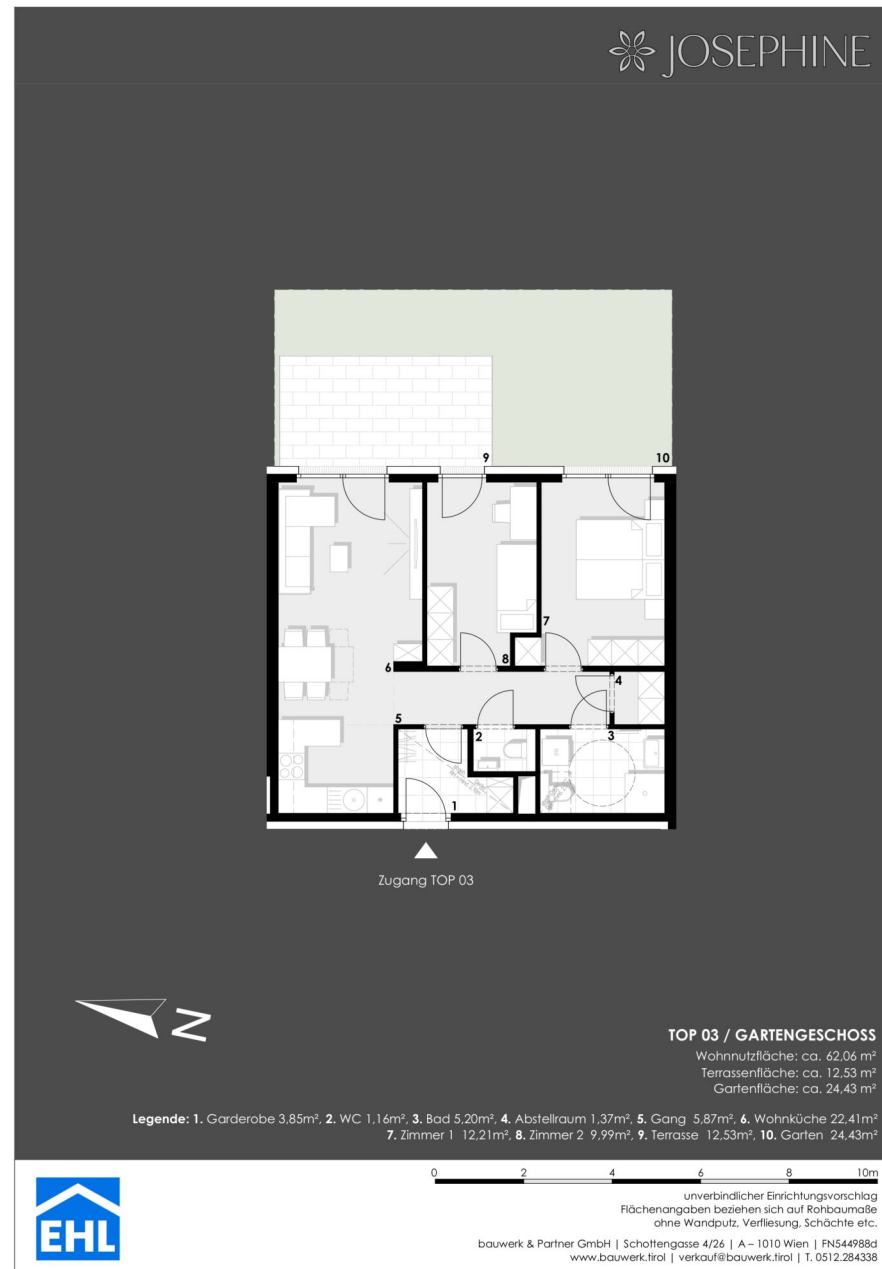 JOSEPHINE
9
10
7
8
6
4
5
2
3
1
Zugang TOP 03
N
TOP 03 / GARTENGESCHOSS
Wohnnutzfläche: ca. 62,06 m²
Terrassenfläche: ca. 12,53 m²
Gartenfläche: ca. 24,43 m²
Legende: 1. Garderobe 3,85m², 2. WC 1,16m², 3. Bad 5,20m², 4. Abstellraum 1,37m², 5. Gang 5,87m², 6. Wohnküche 22,41m²
7. Zimmer 1 12,21m², 8. Zimmer 2 9,99m², 9. Terrasse 12,53m², 10. Garten 24,43m²
0 2 4 6 8 10m
unverbindlicher Einrichtungsvorschlag
Flächenangaben beziehen sich auf Rohbaumaße
ohne Wandputz, Verfliesung, Schächte etc.
EHL
bauwerk & Partner GmbH | Schottengasse 4/26 | A – 1010 Wien | FN544988d
www.bauwerk.tirol | verkauf@bauwerk.tirol | T. 0512.284338